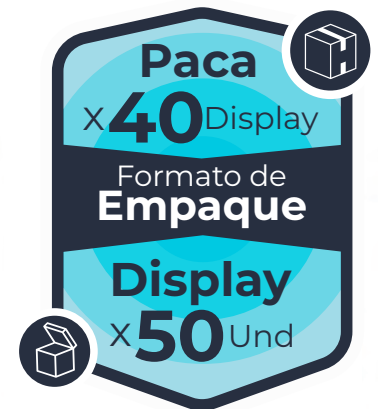 Paca
X40Display
Formato de
Empaque
Display
X50Und